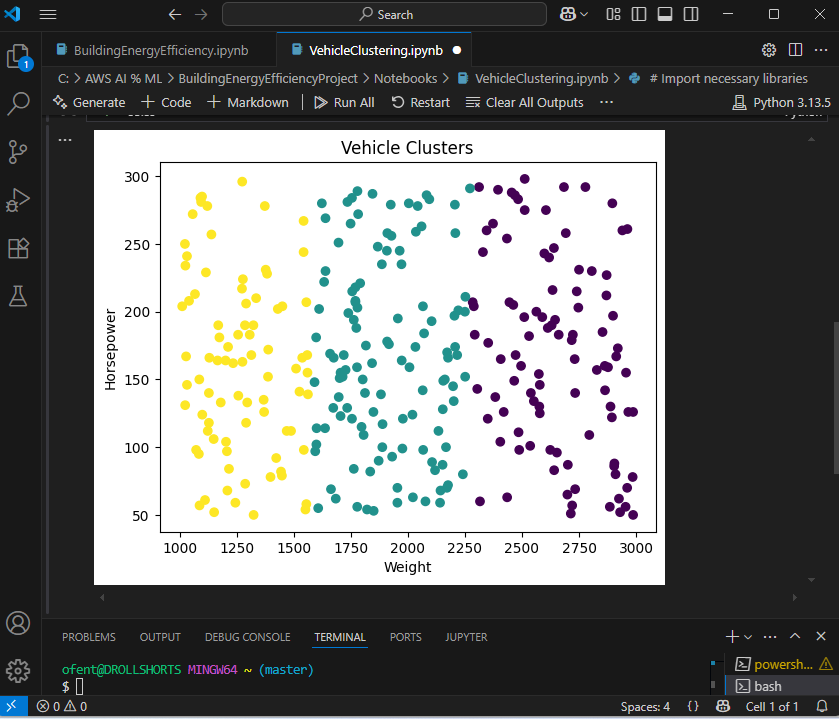 Search
1
BuildingEnergyEfficiency.ipynb
VehicleClustering.ipynb
C: > AWS AI % ML > BuildingEnergyEfficiencyProject > Notebooks > VehicleClustering.ipynb > # Import necessary libraries
Generate + Code + Markdown | Run All Restart Clear All Outputs ...
Python 3.13.5
...
Vehicle Clusters
300
250
200
150
100
50
Horsepower
1000 1250 1500 1750 2000 2250 2500 2750 3000
Weight
PROBLEMS OUTPUT DEBUG CONSOLE TERMINAL PORTS JUPYTER
ofent@DROLLSHORTS MINGW64 ~ (master)
$
powersh...
bash
0 0
Spaces: 4 {} Cell 1 of 1